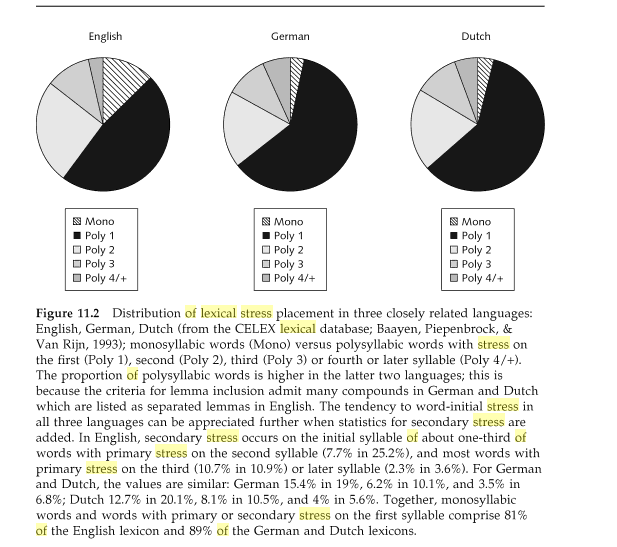 English
German
Dutch
Mono
Poly 1
Poly 2
Poly 3
Poly 4/+
Mono
Poly 1
Poly 2
Poly 3
Poly 4/+
Mono
Poly 1
Poly 2
Poly 3
Poly 4/+
Figure 11.2 Distribution of lexical stress placement in three closely related languages:
English, German, Dutch (from the CELEX lexical database; Baayen, Piepenbrock, &
Van Rijn, 1993); monosyllabic words (Mono) versus polysyllabic words with stress on
the first (Poly 1), second (Poly 2), third (Poly 3) or fourth or later syllable (Poly 4/+).
The proportion of polysyllabic words is higher in the latter two languages; this is
because the criteria for lemma inclusion admit many compounds in German and Dutch
which are listed as separated lemmas in English. The tendency to word-initial stress in
all three languages can be appreciated further when statistics for secondary stress are
added. In English, secondary stress occurs on the initial syllable of about one-third of
words with primary stress on the second syllable (7.7% in 25.2%), and most words with
primary stress on the third (10.7% in 10.9%) or later syllable (2.3% in 3.6%). For German
and Dutch, the values are similar: German 15.4% in 19%, 6.2% in 10.1%, and 3.5% in
6.8%; Dutch 12.7% in 20.1%, 8.1% in 10.5%, and 4% in 5.6%. Together, monosyllabic
words and words with primary or secondary stress on the first syllable comprise 81%
of the English lexicon and 89% of the German and Dutch lexicons.